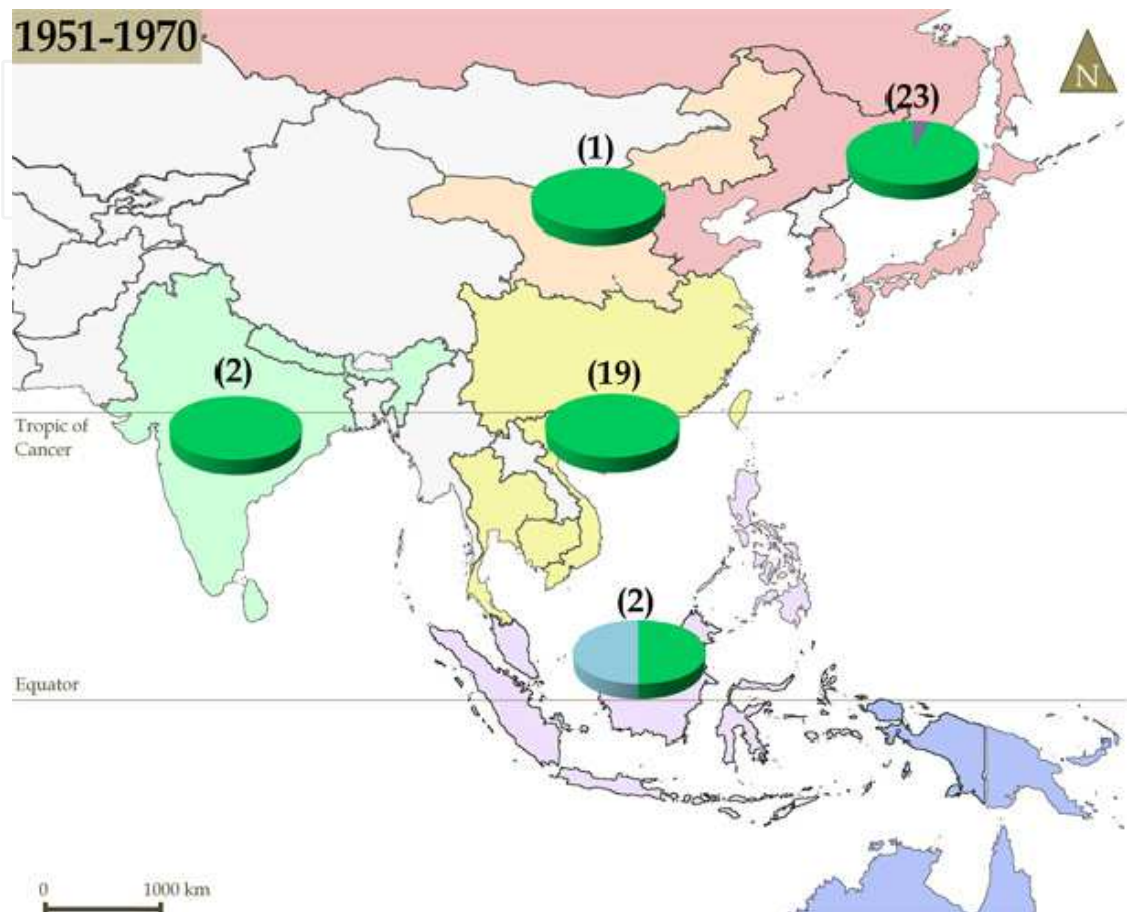 1951-1970
N
(23)
(1)
(2)
(19)
Tropic of
Cancer
(2)
Equator
0
1000 km